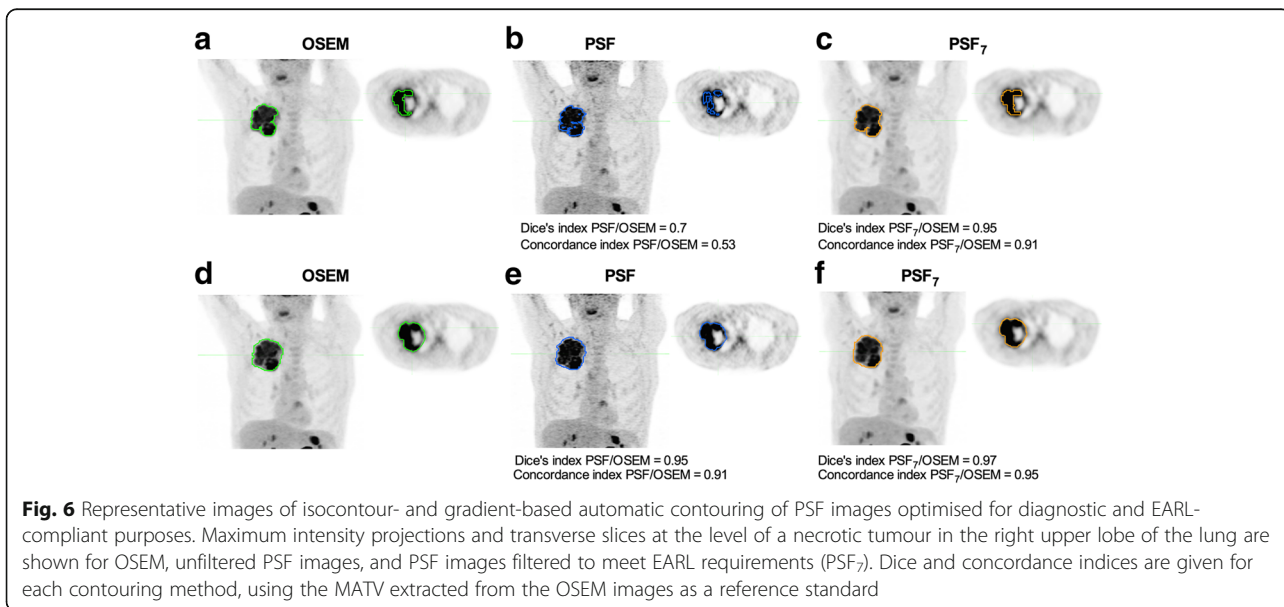 a OSEM b PSF c PSF₇
Dice's index PSF/OSEM = 0.7
Concordance index PSF/OSEM = 0.53
Dice's index PSF₇/OSEM = 0.95
Concordance index PSF₇/OSEM = 0.91
d OSEM e PSF f PSF₇
Dice's index PSF/OSEM = 0.95
Concordance index PSF/OSEM = 0.91
Dice's index PSF₇/OSEM = 0.97
Concordance index PSF₇/OSEM = 0.95
Fig. 6 Representative images of isocontour- and gradient-based automatic contouring of PSF images optimised for diagnostic and EARL-
compliant purposes. Maximum intensity projections and transverse slices at the level of a necrotic tumour in the right upper lobe of the lung are
shown for OSEM, unfiltered PSF images, and PSF images filtered to meet EARL requirements (PSF₇). Dice and concordance indices are given for
each contouring method, using the MATV extracted from the OSEM images as a reference standard